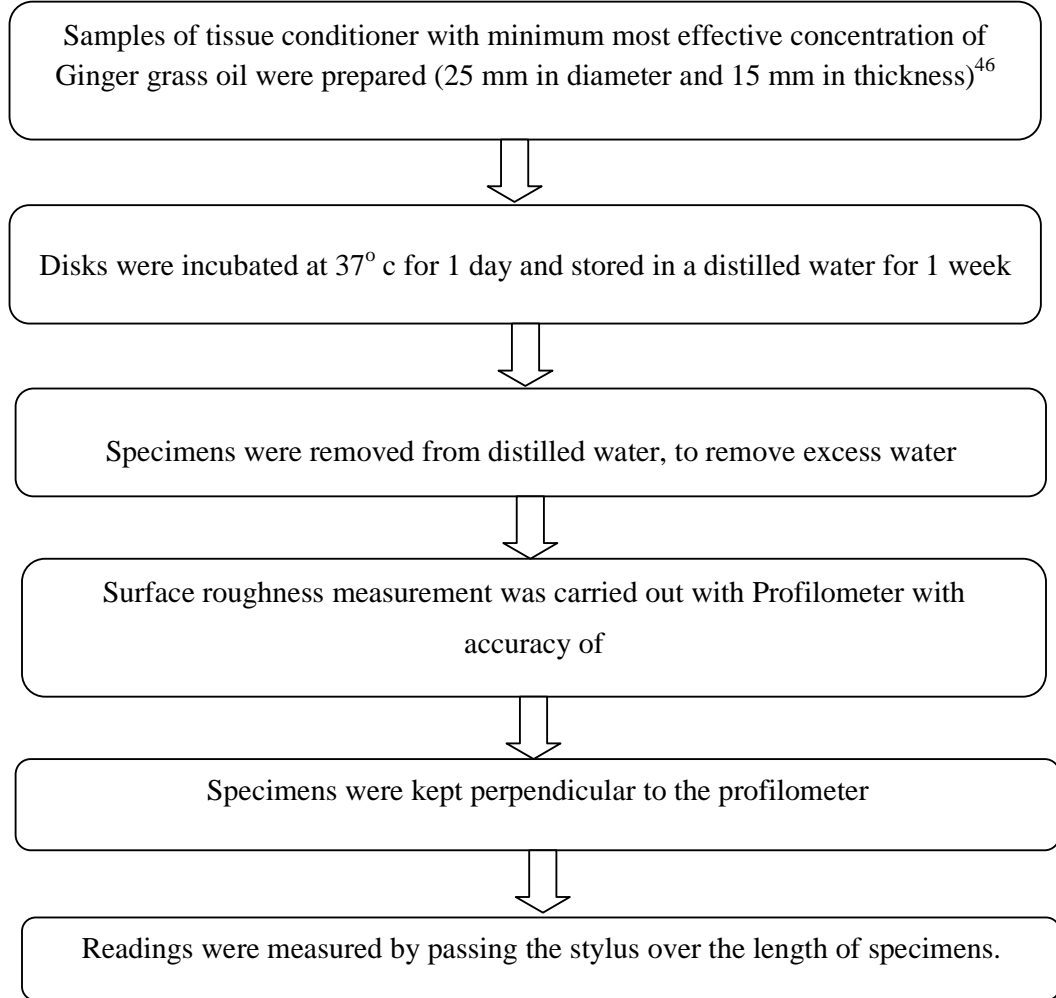 Samples of tissue conditioner with minimum most effective concentration of
Ginger grass oil were prepared (25 mm in diameter and 15 mm in thickness)46
Disks were incubated at 37o c for 1 day and stored in a distilled water for 1 week
Specimens were removed from distilled water, to remove excess water
Surface roughness measurement was carried out with Profilometer with
accuracy of
Specimens were kept perpendicular to the profilometer
Readings were measured by passing the stylus over the length of specimens.